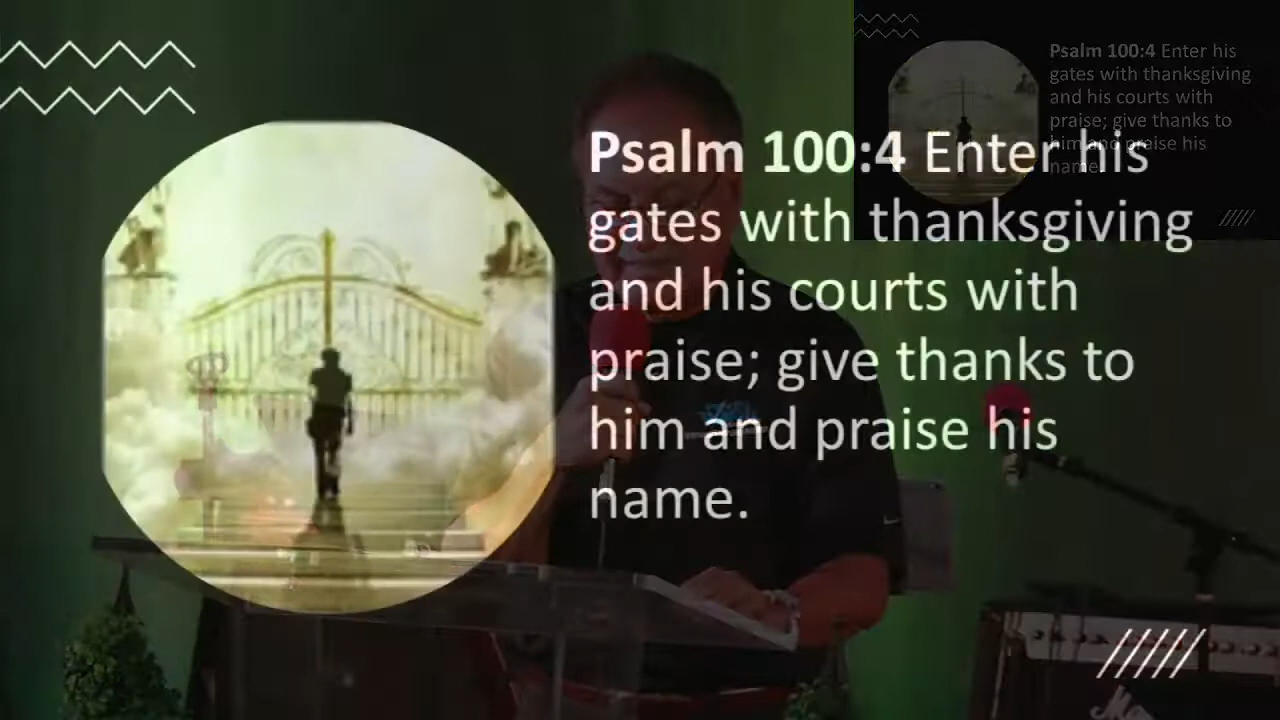 Psalm 100:4 Enter his
gates with thanksgiving
and his courts with
praise; give thanks to
him and praise his
name.
Psalm 100:4 Enter his
gates with thanksgiving
and his courts with
praise; give thanks to
him and praise his
name.